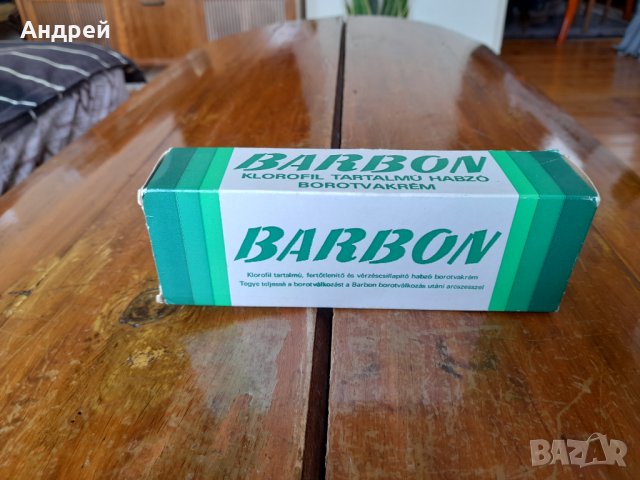 Андрей
BARBON
KLOROFIL TARTALMÚ HABZÓ
BOROTVAKRÉM
BARBON
Klorofil tartalmú, fertőtlenítő és vérzéscsillapító habzó borotvakrém
Tegye teljessé a borotválkozást a Barbon borotválkozás utáni arcszesszel
BAZAR